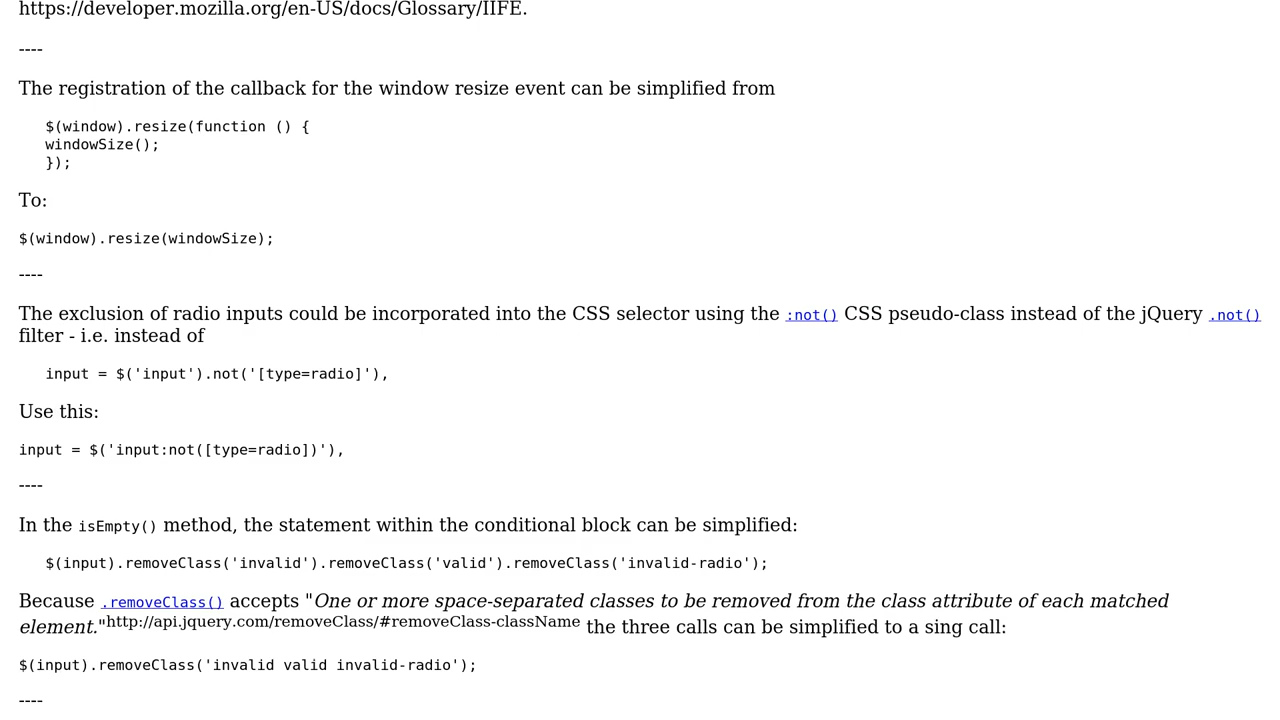 https://developer.mozilla.org/en-US/docs/Glossary/IIFE.
----
The registration of the callback for the window resize event can be simplified from
$(window).resize(function () {
windowSize();
});
To:
$(window).resize(windowSize);
----
The exclusion of radio inputs could be incorporated into the CSS selector using the :not() CSS pseudo-class instead of the jQuery .not()
filter - i.e. instead of
input = $('input').not('[type=radio]'),
Use this:
input = $('input:not([type=radio])'),
----
In the isEmpty() method, the statement within the conditional block can be simplified:
$(input).removeClass('invalid').removeClass('valid').removeClass('invalid-radio');
Because .removeClass() accepts "One or more space-separated classes to be removed from the class attribute of each matched
element."http://api.jquery.com/removeClass/#removeClass-className the three calls can be simplified to a sing call:
$(input).removeClass('invalid valid invalid-radio');
----